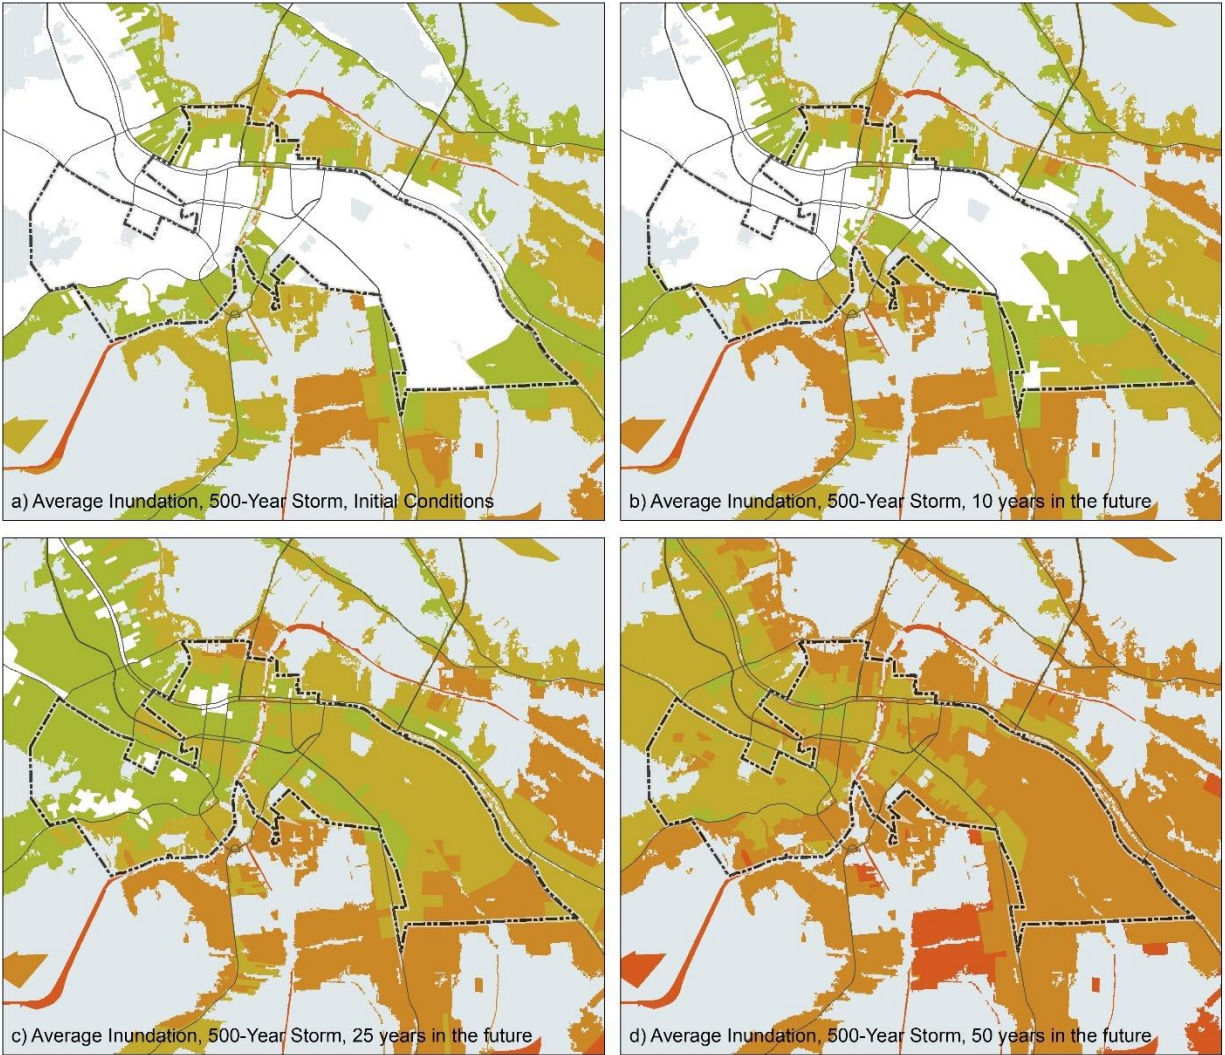 a) Average Inundation, 500-Year Storm, Initial Conditions
b) Average Inundation, 500-Year Storm, 10 years in the future
c) Average Inundation, 500-Year Storm, 25 years in the future
d) Average Inundation, 500-Year Storm, 50 years in the future